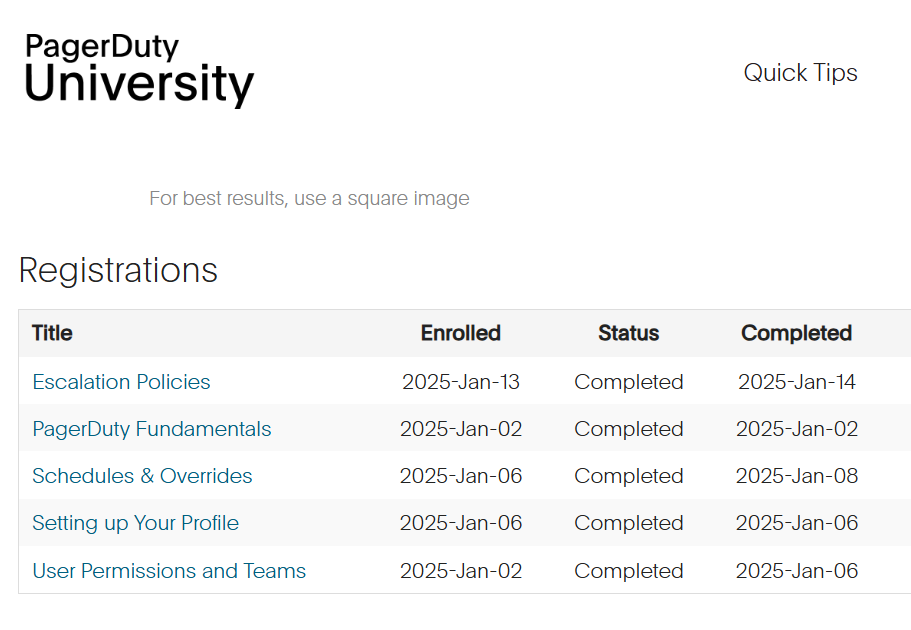 PagerDuty
University
Quick Tips
For best results, use a square image
Registrations
Title Enrolled Status Completed
Escalation Policies 2025-Jan-13 Completed 2025-Jan-14
PagerDuty Fundamentals 2025-Jan-02 Completed 2025-Jan-02
Schedules & Overrides 2025-Jan-06 Completed 2025-Jan-08
Setting up Your Profile 2025-Jan-06 Completed 2025-Jan-06
User Permissions and Teams 2025-Jan-02 Completed 2025-Jan-06